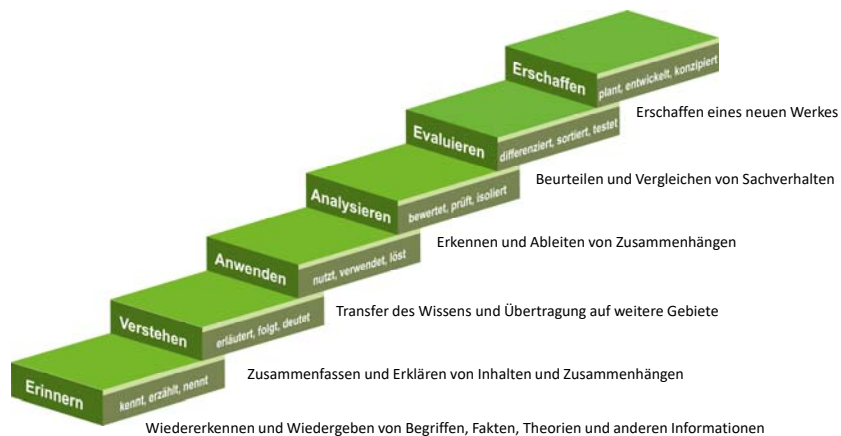 Erschaffen
plant, entwickelt, konzipiert
Erschaffen eines neuen Werkes
Evaluieren
differenziert, sortiert, testet
Beurteilen und Vergleichen von Sachverhalten
Analysieren
bewertet, prüft, isoliert
Erkennen und Ableiten von Zusammenhängen
Anwenden
nutzt, verwendet, löst
Transfer des Wissens und Übertragung auf weitere Gebiete
Verstehen
erläutert, folgt, deutet
Zusammenfassen und Erklären von Inhalten und Zusammenhängen
Erinnern
kennt, erzählt, nennt
Wiedererkennen und Wiedergeben von Begriffen, Fakten, Theorien und anderen Informationen